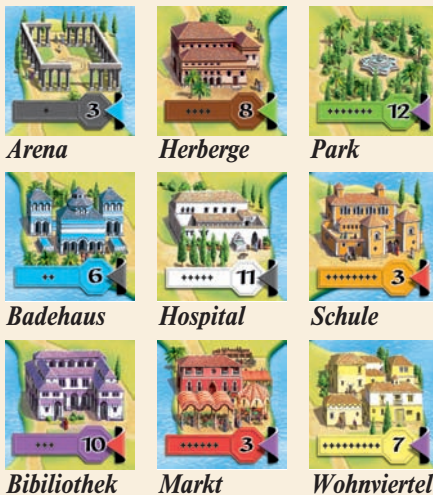 3 8 12
Arena Herberge Park
6 11 3
Badehaus Hospital Schule
10 3 7
Bibiliothek Markt Wohnviertel